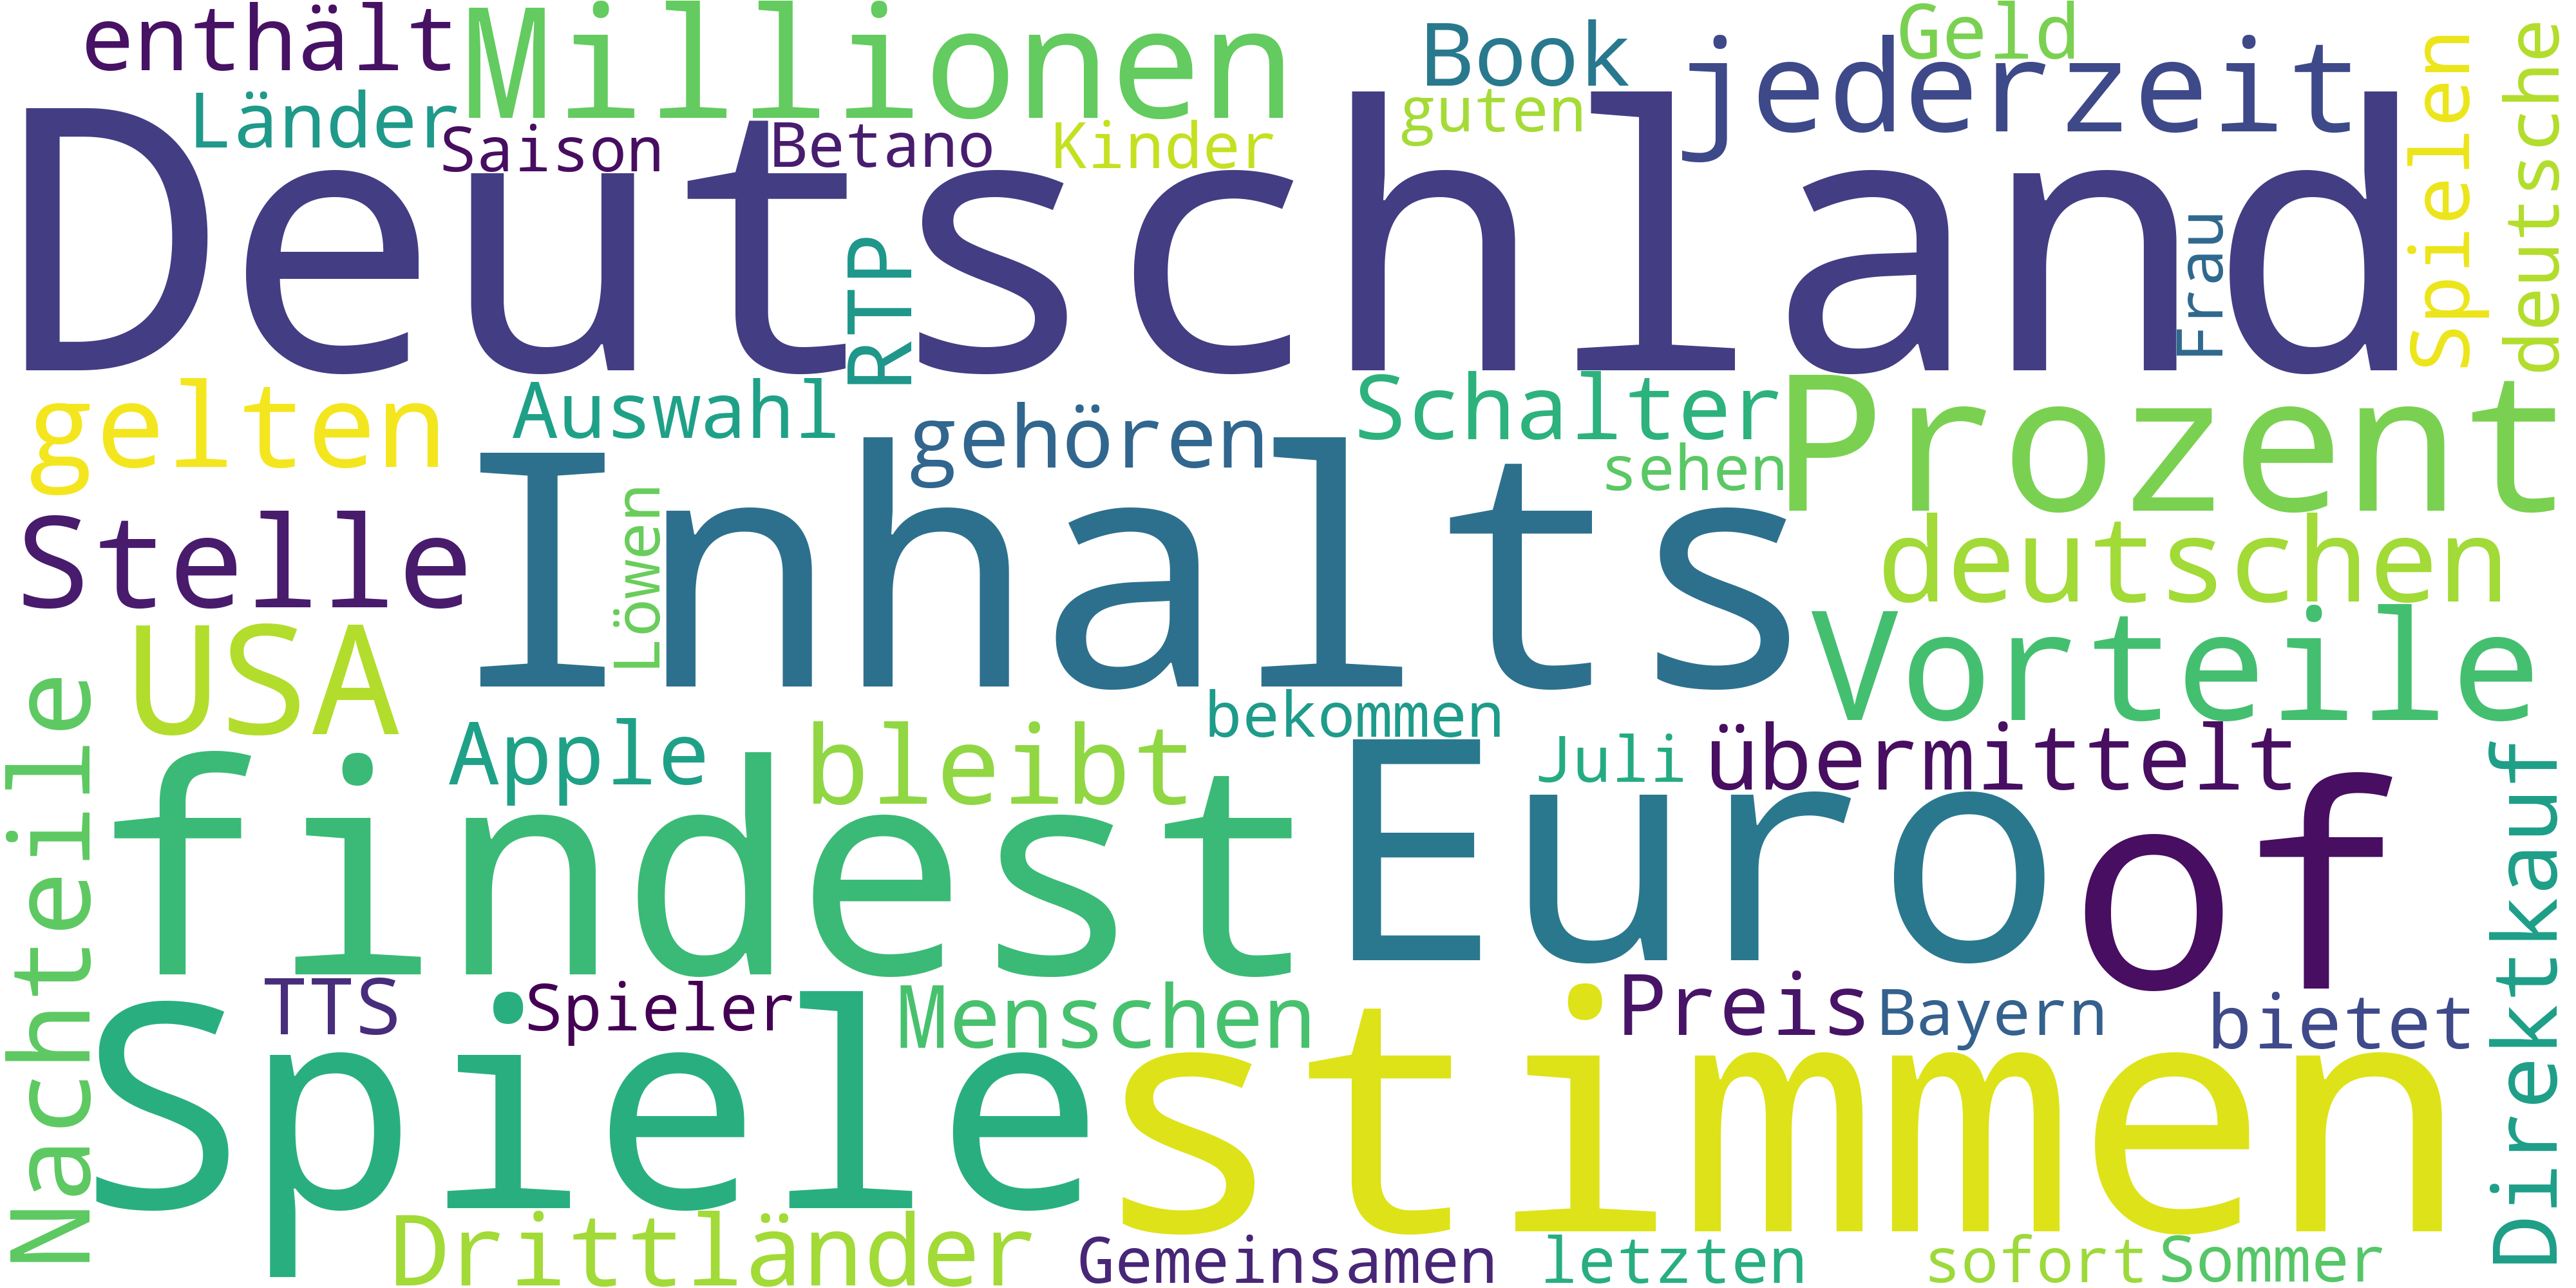 enthält
Millionen
Book
Geld
jederzeit
Spielen
deutsche
Länder
Saison
Betano
Kinder
guten
Deutschland
RTP
Frau
gelten
Auswahl
gehören
Schalter
sehen
Prozent
Stelle
Löwen
Inhalts
deutschen
USA
Vorteile
Nachteile
Apple
bleibt
bekommen
Juli
übermittelt
findest
Euro
of
Direktkauf
TTS
Spieler
Menschen
Preis
Bayern
bietet
Spiele
stimmen
Drittländer
Gemeinsamen
letzten
sofort
Sommer